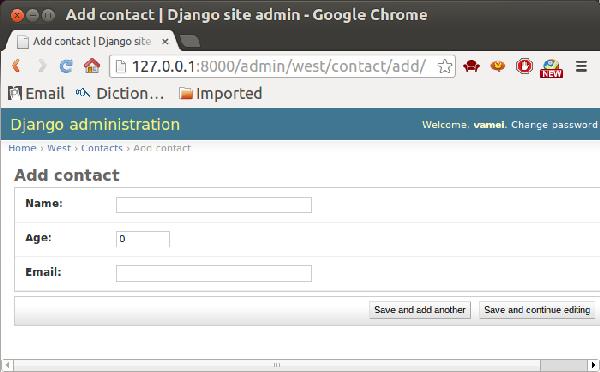 Add contact | Django site admin - Google Chrome
Add contact | Django site
127.0.0.1:8000/admin/west/contact/add/
NEW
Email Diction... Imported
Django administration
Welcome, vamei. Change password
Home › West › Contacts › Add contact
Add contact
Name:
Age: 0
Email:
Save and add another Save and continue editing